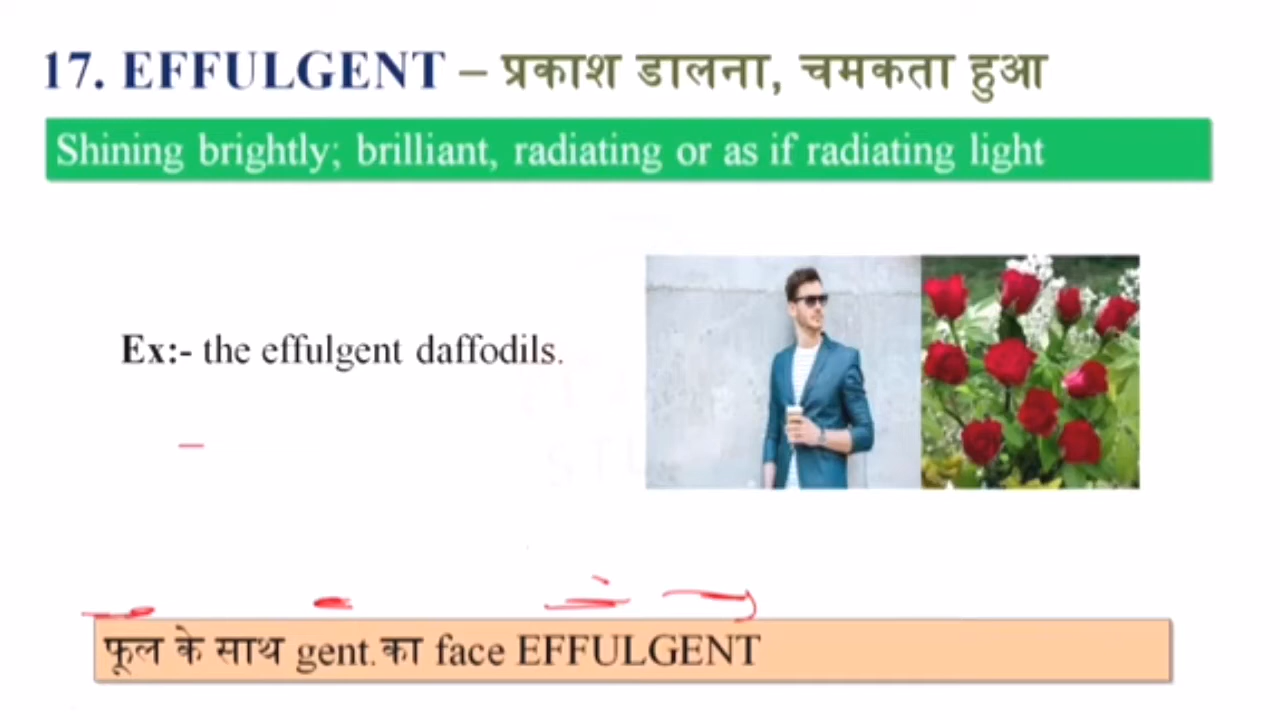 17. EFFULGENT – प्रकाश डालना, चमकता हुआ
Shining brightly; brilliant, radiating or as if radiating light
Ex:- the effulgent daffodils.
फूल के साथ gent. का face EFFULGENT